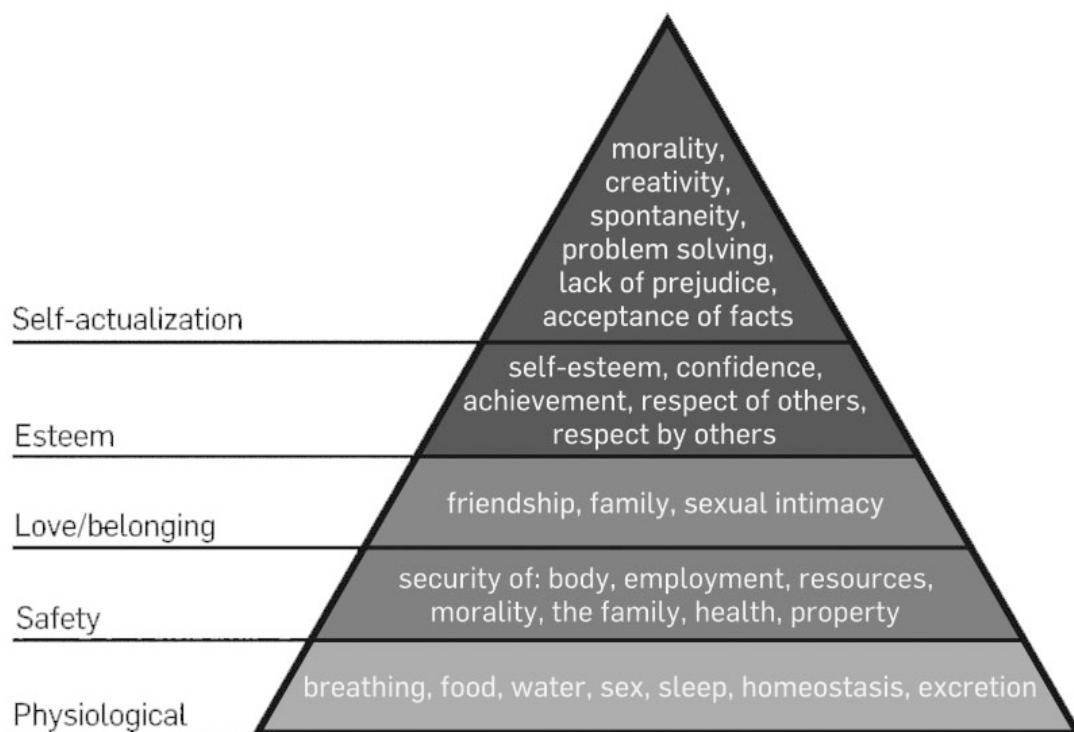 morality,
creativity,
spontaneity,
problem solving,
lack of prejudice,
acceptance of facts
Self-actualization
self-esteem, confidence,
achievement, respect of others,
respect by others
Esteem
friendship, family, sexual intimacy
Love/belonging
security of: body, employment, resources,
morality, the family, health, property
Safety
breathing, food, water, sex, sleep, homeostasis, excretion
Physiological